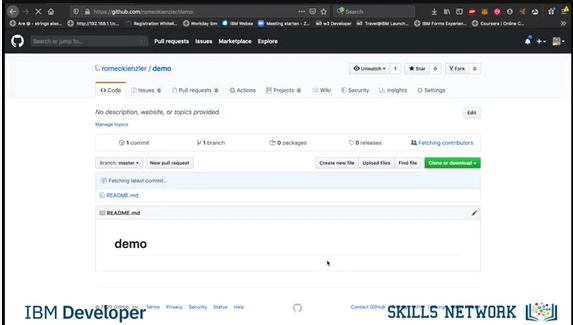 https://github.com/romeokienzler/demo
Search
Are @ - strings also...
http://192.168.1.1/cs...
Registration Whitel...
Workday Sim
IBM Webex
Meeting starten - Z...
w3 Developer
Travel@IBM Launch...
IBM Forms Experien...
Coursera | Online C...
Search or jump to...
Pull requests Issues Marketplace Explore
romeokienzler / demo
Unwatch 1 Star 0 Fork 0
Code Issues 0 Pull requests 0 Actions Projects 0 Wiki Security Insights Settings
No description, website, or topics provided.
Edit
Manage topics
1 commit 1 branch 0 packages 0 releases Fetching contributors
Branch: master New pull request Create new file Upload files Find file Clone or download
Fetching latest commit...
README.md
README.md
demo
Terms Privacy Security Status Help
Contact GitHub
IBM Developer
SKILLS NETWORK